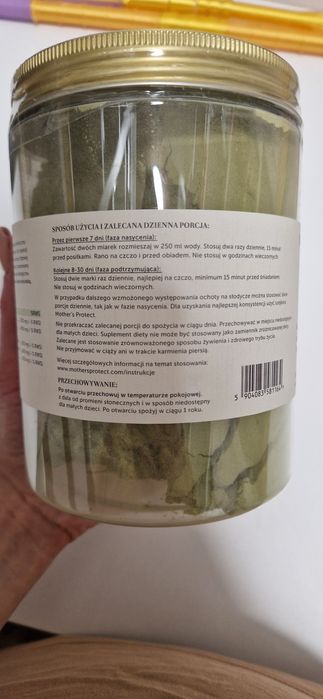 SPOSÓB UŻYCIA I ZALECANA DZIENNA PORCJA:
Przez pierwsze 7 dni (faza nasycenia):
Zawartość dwóch miarek rozmieszaj w 250 ml wody. Stosuj dwa razy dziennie, 15 minut
przed posiłkami. Rano na czczo i przed obiadem. Nie stosuj w godzinach wieczornych.
Kolejne 8-30 dni (faza podtrzymująca):
Stosuj dwie marki raz dziennie, najlepiej na czczo, minimum 15 minut przed śniadaniem.
Nie stosuj w godzinach wieczornych.
W przypadku dalszego wzmożonego występowania ochoty na słodycze można stosować dwie
porcje dziennie, tak jak w fazie nasycenia. Dla uzyskania najlepszej konsystencji użyj
Mother's Protect.
Nie przekraczać zalecanej porcji do spożycia w ciągu dnia. Przechowywać w miejscu
dla małych dzieci. Suplement diety nie może być stosowany jako zamiennik zróżnicowanej diety.
Zalecane jest stosowanie zrównoważonego sposobu żywienia i zdrowego trybu życia.
Nie przyjmować w ciąży ani w trakcie karmienia piersią.
Więcej szczegółowych informacji na temat stosowania:
www.mothersprotect.com/instrukcje
PRZECHOWYWANIE:
Po otwarciu przechowuj w temperaturze pokojowej,
z dala od promieni słonecznych i w sposób niedostępny
dla małych dzieci. Po otwarciu spożyj w ciągu 1 roku.
5 904083 581164